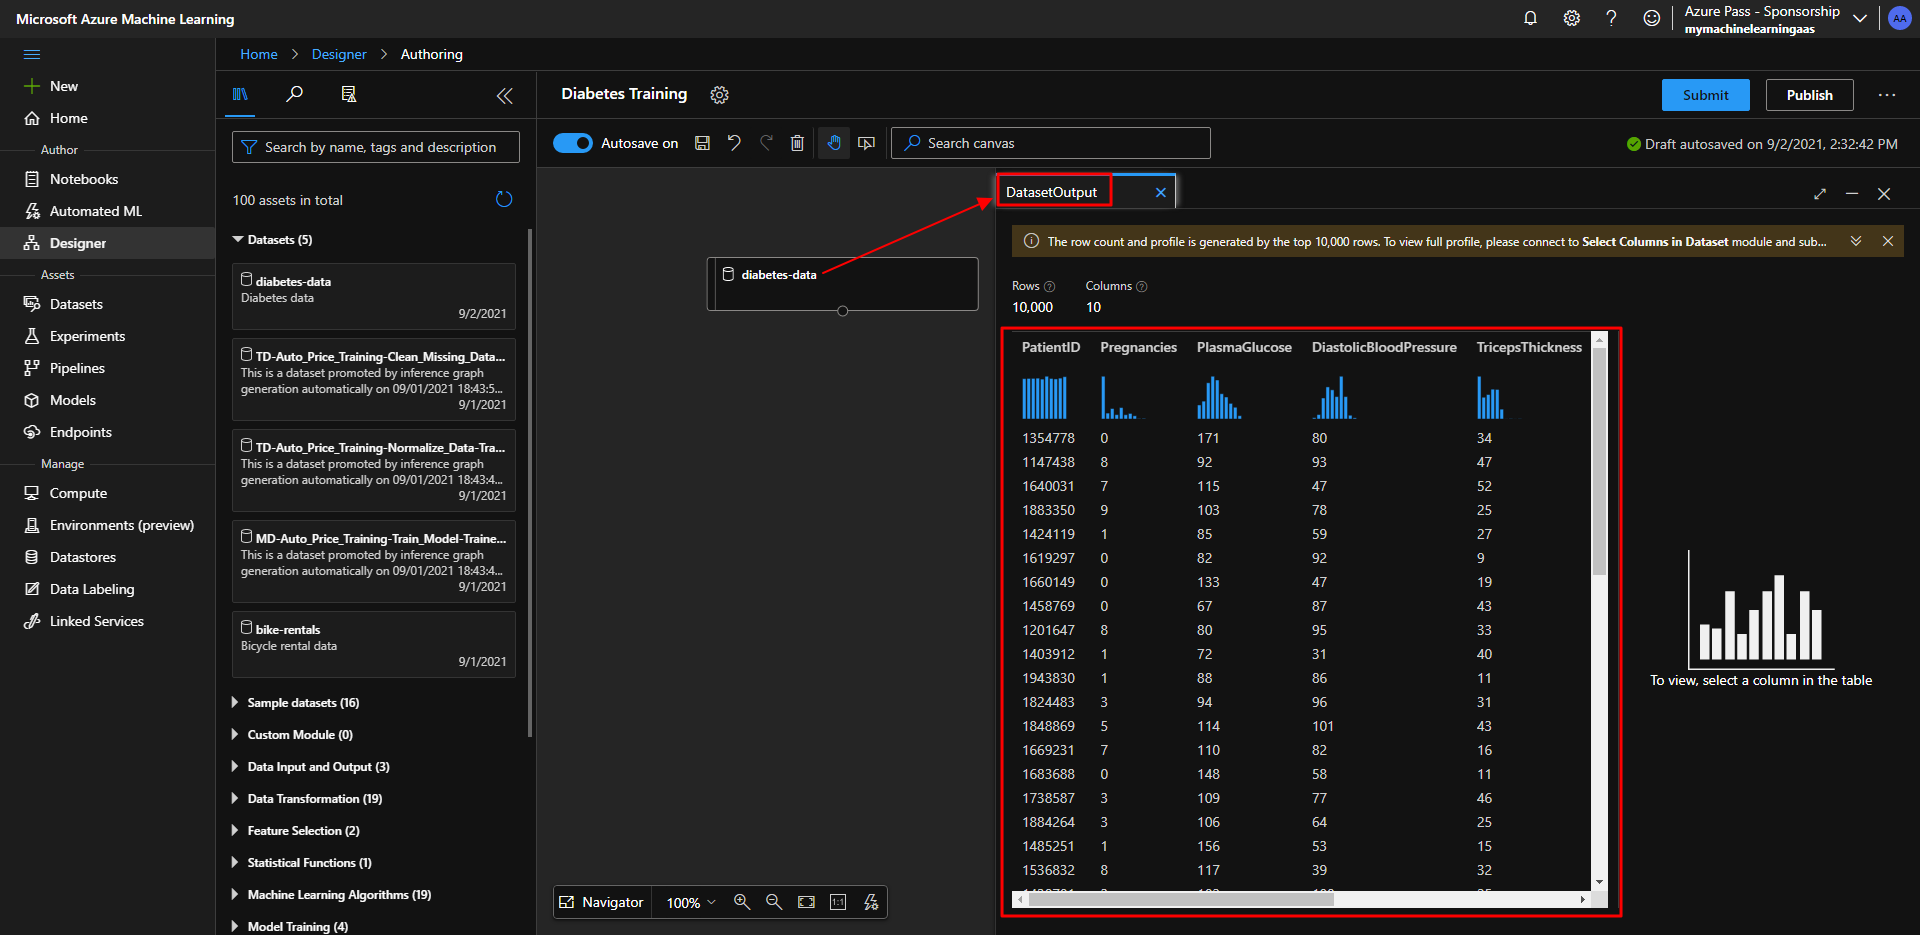 Microsoft Azure Machine Learning
Azure Pass - Sponsorship
mymachinelearningaas
AA
New
Home
Author
Notebooks
Automated ML
Designer
Assets
Datasets
Experiments
Pipelines
Models
Endpoints
Manage
Compute
Environments (preview)
Datastores
Data Labeling
Linked Services
Home > Designer > Authoring
Search by name, tags and description
100 assets in total
Datasets (5)
diabetes-data
Diabetes data
9/2/2021
TD-Auto_Price_Training-Clean_Missing_Data...
This is a dataset promoted by inference graph
generation automatically on 09/01/2021 18:43:5...
9/1/2021
TD-Auto_Price_Training-Normalize_Data-Tra...
This is a dataset promoted by inference graph
generation automatically on 09/01/2021 18:43:4...
9/1/2021
MD-Auto_Price_Training-Train_Model-Traine...
This is a dataset promoted by inference graph
generation automatically on 09/01/2021 18:43:4...
9/1/2021
bike-rentals
Bicycle rental data
9/1/2021
Sample datasets (16)
Custom Module (0)
Data Input and Output (3)
Data Transformation (19)
Feature Selection (2)
Statistical Functions (1)
Machine Learning Algorithms (19)
Model Training (4)
Diabetes Training
Submit
Publish
Autosave on
Search canvas
Draft autosaved on 9/2/2021, 2:32:42 PM
diabetes-data
Navigator
100%
1:1
DatasetOutput
The row count and profile is generated by the top 10,000 rows. To view full profile, please connect to Select Columns in Dataset module and sub...
Rows Columns
10,000 10
PatientID Pregnancies PlasmaGlucose DiastolicBloodPressure TricepsThickness
1354778 0 171 80 34
1147438 8 92 93 47
1640031 7 115 47 52
1883350 9 103 78 25
1424119 1 85 59 27
1619297 0 82 92 9
1660149 0 133 47 19
1458769 0 67 87 43
1201647 8 80 95 33
1403912 1 72 31 40
1943830 1 88 86 11
1824483 3 94 96 31
1848869 5 114 101 43
1669231 7 110 82 16
1683688 0 148 58 11
1738587 3 109 77 46
1884264 3 106 64 25
1485251 1 156 53 15
1536832 8 117 39 32
To view, select a column in the table